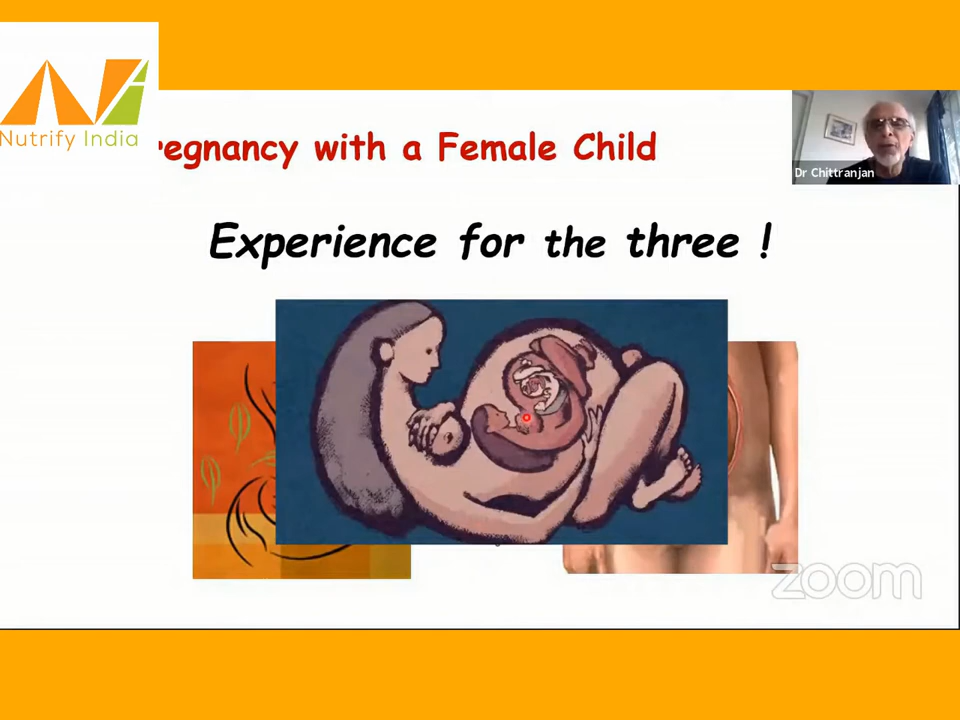 Nutrify India
regnancy with a Female Child
Dr Chittranjan
Experience for the three !
zoom